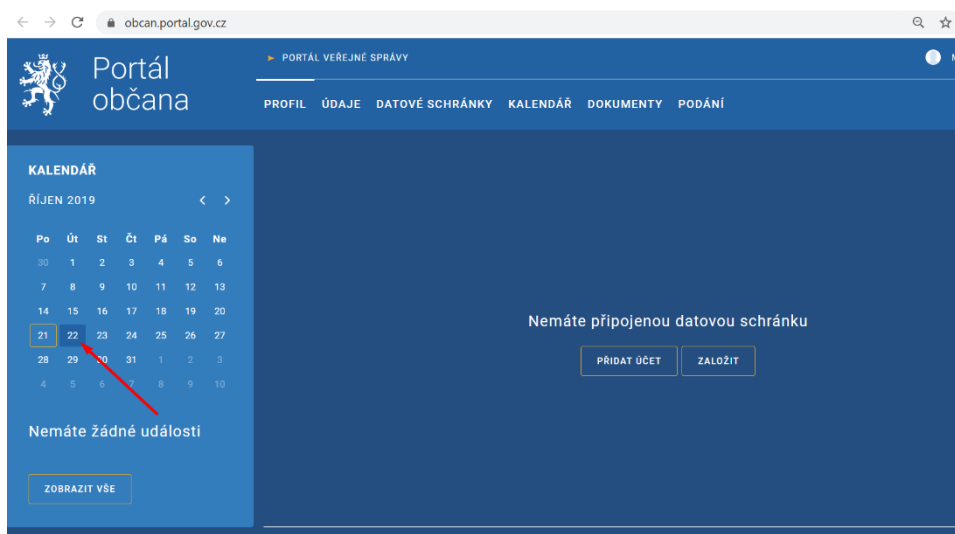 obcan.portal.gov.cz
Portál
občana
PORTÁL VEŘEJNÉ SPRÁVY
PROFIL ÚDAJE DATOVÉ SCHRÁNKY KALENDÁŘ DOKUMENTY PODÁNÍ
KALENDÁŘ
ŘÍJEN 2019
Po Út St Čt Pá So Ne
30 1 2 3 4 5 6
7 8 9 10 11 12 13
14 15 16 17 18 19 20
21 22 23 24 25 26 27
28 29 30 31 1 2 3
4 5 6 7 8 9 10
Nemáte žádné události
ZOBRAZIT VŠE
Nemáte připojenou datovou schránku
PŘIDAT ÚČET ZALOŽIT